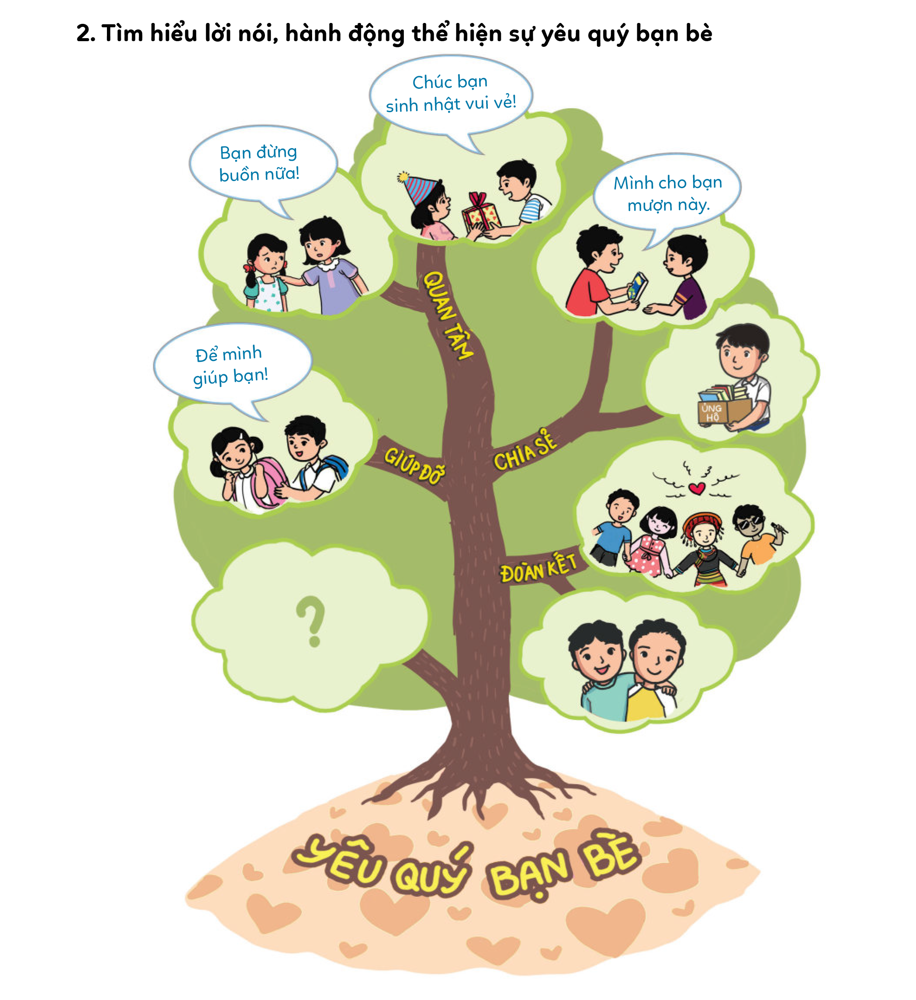 2. Tìm hiểu lời nói, hành động thể hiện sự yêu quý bạn bè
Chúc bạn
sinh nhật vui vẻ!
Bạn đừng
buồn nữa!
Mình cho bạn
mượn này.
QUAN TÂM
Để mình
giúp bạn!
ỦNG
HỘ
GIÚP ĐỠ
CHIA SẺ
ĐOÀN KẾT
?
YÊU QUÝ BẠN BÈ